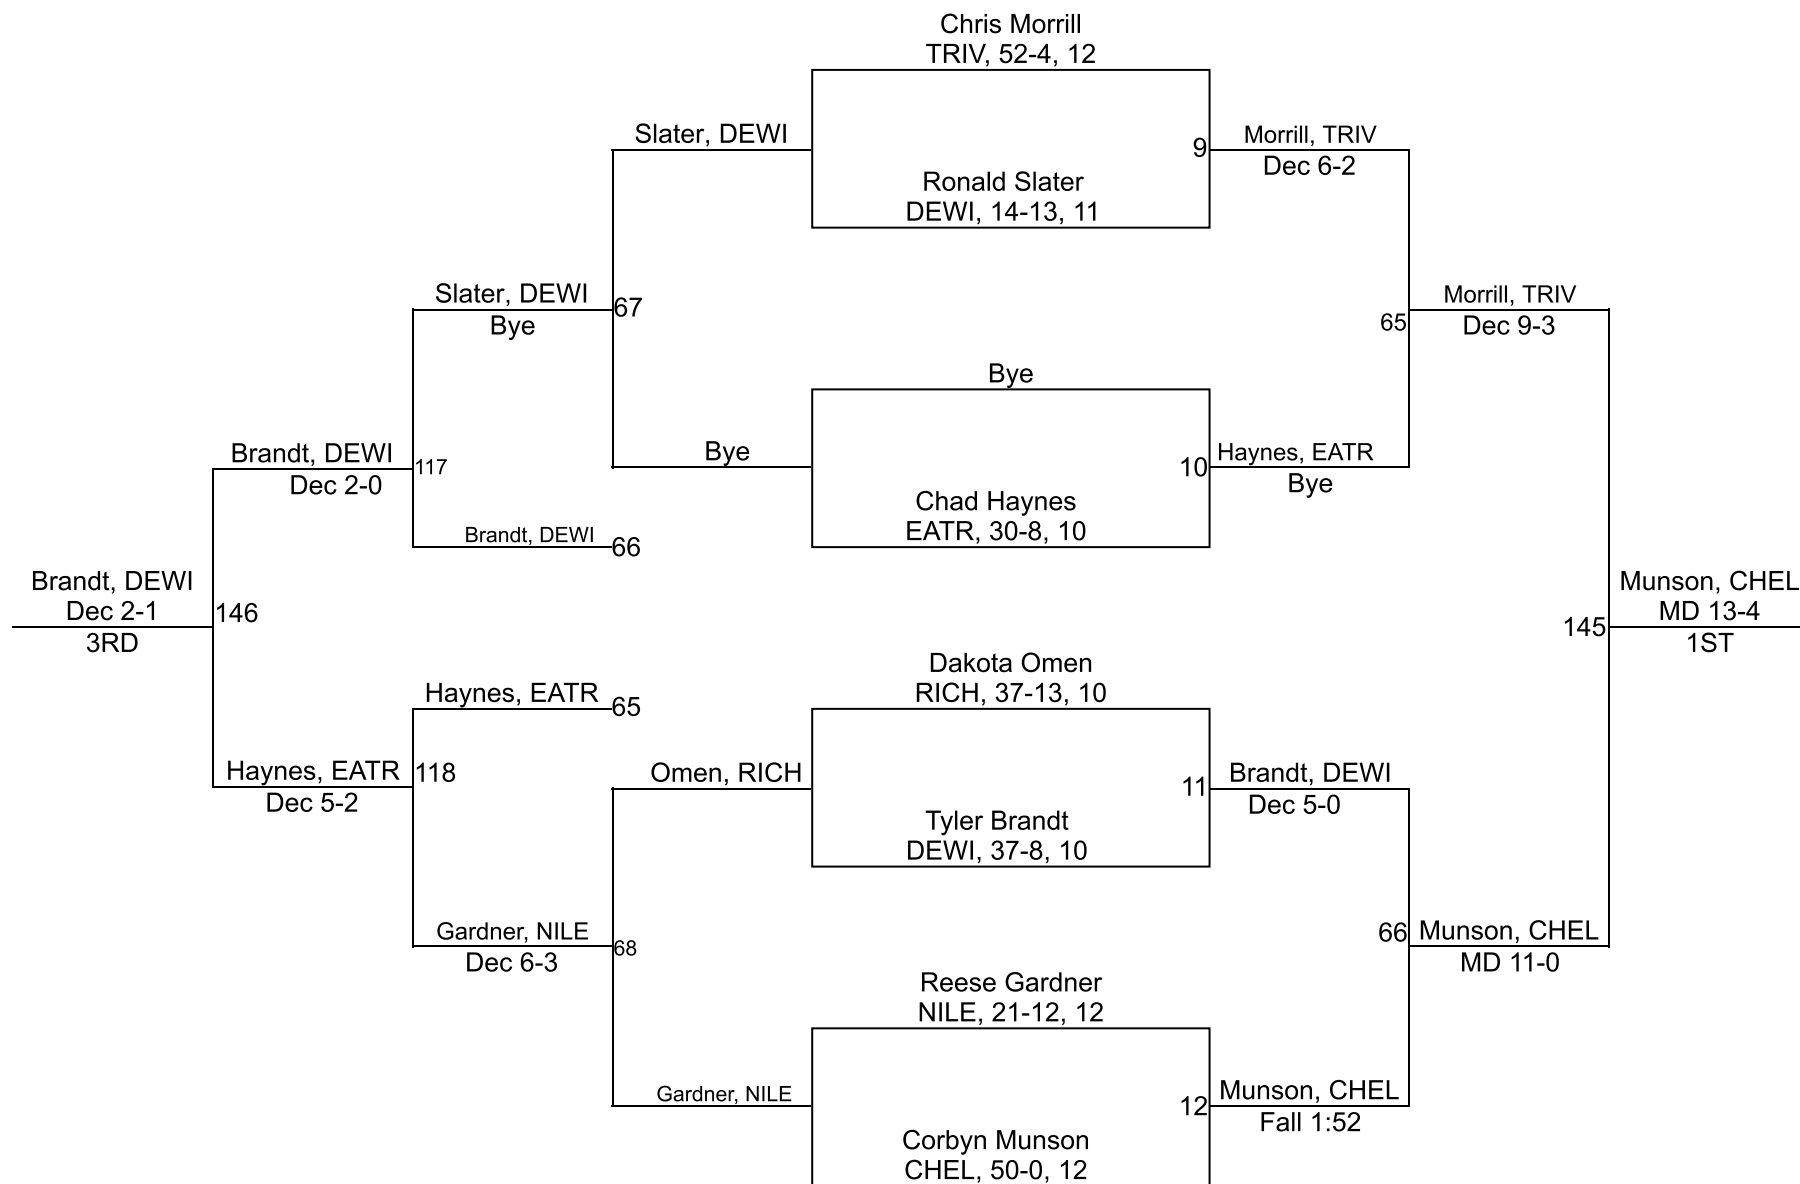 Chris Morrill
TRIV, 52-4, 12
Slater, DEWI
9
Morrill, TRIV
Dec 6-2
Ronald Slater
DEWI, 14-13, 11
Slater, DEWI
Bye
67
65
Morrill, TRIV
Dec 9-3
Bye
Brandt, DEWI
Dec 2-0
117
Bye
10
Haynes, EATR
Bye
Chad Haynes
EATR, 30-8, 10
Brandt, DEWI
66
Brandt, DEWI
Dec 2-1
3RD
146
145
Munson, CHEL
MD 13-4
1ST
Dakota Omen
RICH, 37-13, 10
Haynes, EATR
65
Haynes, EATR
Dec 5-2
118
Omen, RICH
11
Brandt, DEWI
Dec 5-0
Tyler Brandt
DEWI, 37-8, 10
Gardner, NILE
Dec 6-3
68
66
Munson, CHEL
MD 11-0
Reese Gardner
NILE, 21-12, 12
Gardner, NILE
12
Munson, CHEL
Fall 1:52
Corbyn Munson
CHEL, 50-0, 12